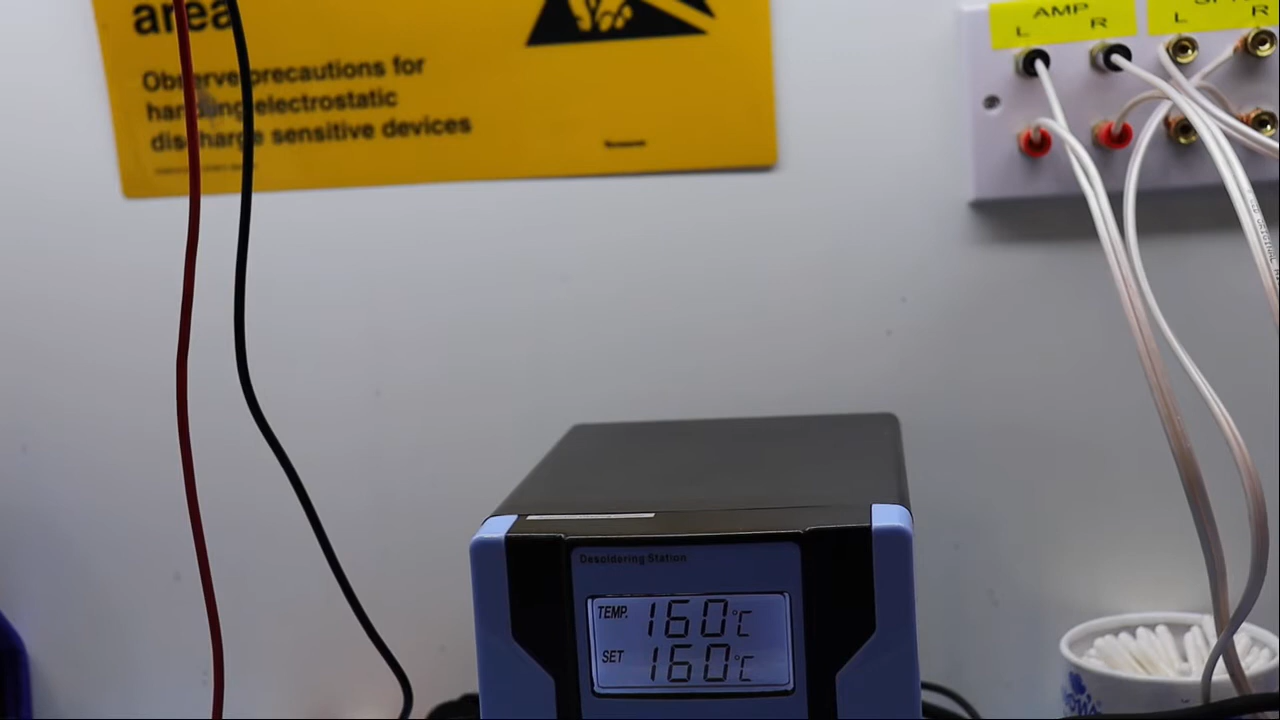 area
Observe precautions for
handling electrostatic
discharge sensitive devices
AMP
L R
L R
Desoldering Station
TEMP. 160°C
SET 160°C